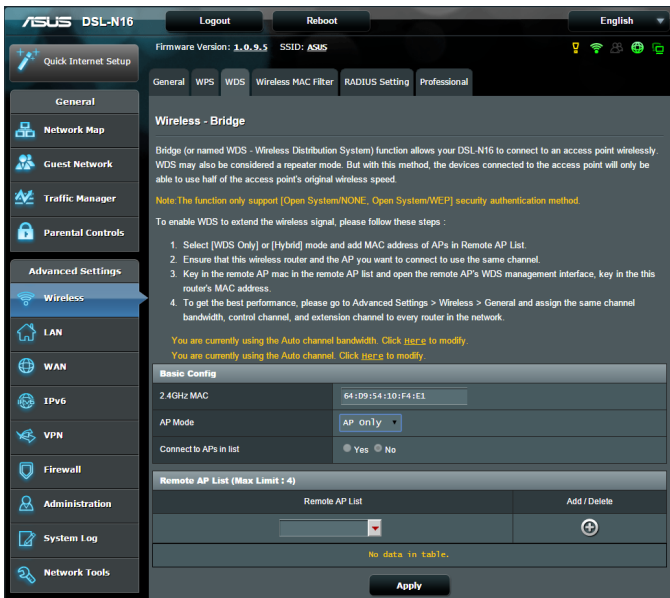 ASUS DSL-N16
Logout
Reboot
English
Firmware Version: 1.0.9.5 SSID: ASUS
Quick Internet Setup
General
Network Map
Guest Network
Traffic Manager
Parental Controls
Advanced Settings
Wireless
LAN
WAN
IPv6
VPN
Firewall
Administration
System Log
Network Tools
General WPS WDS Wireless MAC Filter RADIUS Setting Professional
Wireless - Bridge
Bridge (or named WDS - Wireless Distribution System) function allows your DSL-N16 to connect to an access point wirelessly.
WDS may also be considered a repeater mode. But with this method, the devices connected to the access point will only be
able to use half of the access point's original wireless speed.
Note:The function only support [Open System/NONE, Open System/WEP] security authentication method.
To enable WDS to extend the wireless signal, please follow these steps :
1. Select [WDS Only] or [Hybrid] mode and add MAC address of APs in Remote AP List.
2. Ensure that this wireless router and the AP you want to connect to use the same channel.
3. Key in the remote AP mac in the remote AP list and open the remote AP's WDS management interface, key in the this
router's MAC address.
4. To get the best performance, please go to Advanced Settings > Wireless > General and assign the same channel
bandwidth, control channel, and extension channel to every router in the network.
You are currently using the Auto channel bandwidth. Click Here to modify.
You are currently using the Auto channel. Click Here to modify.
Basic Config
2.4GHz MAC 64:D9:54:10:F4:E1
AP Mode AP Only
Connect to APs in list Yes No
Remote AP List (Max Limit : 4)
Remote AP List Add / Delete
No data in table.
Apply